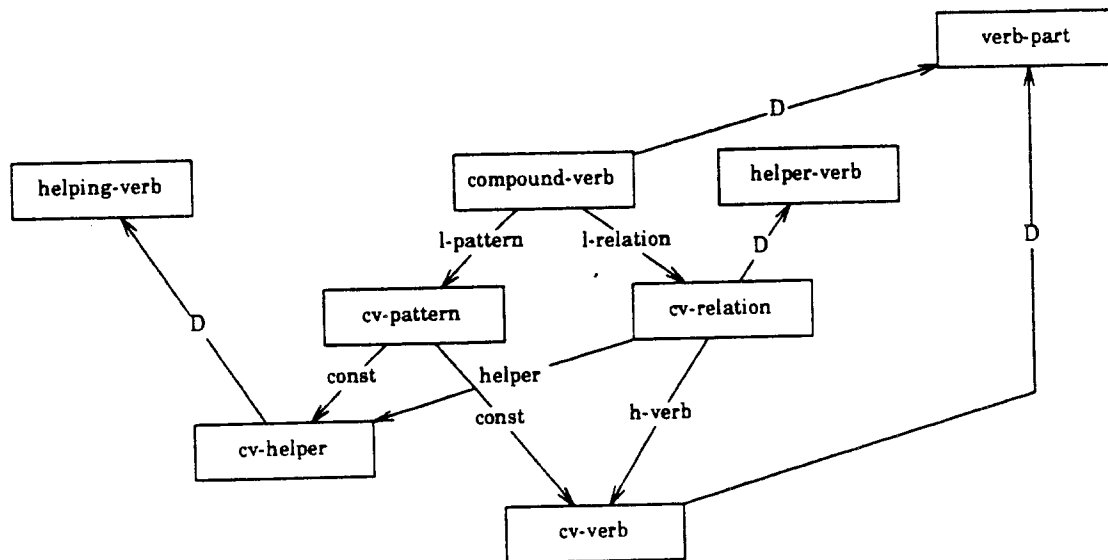 verb-part
D
compound-verb
helper-verb
helping-verb
l-pattern
l-relation
D
D
cv-pattern
cv-relation
D
const
helper
const
h-verb
cv-helper
cv-verb